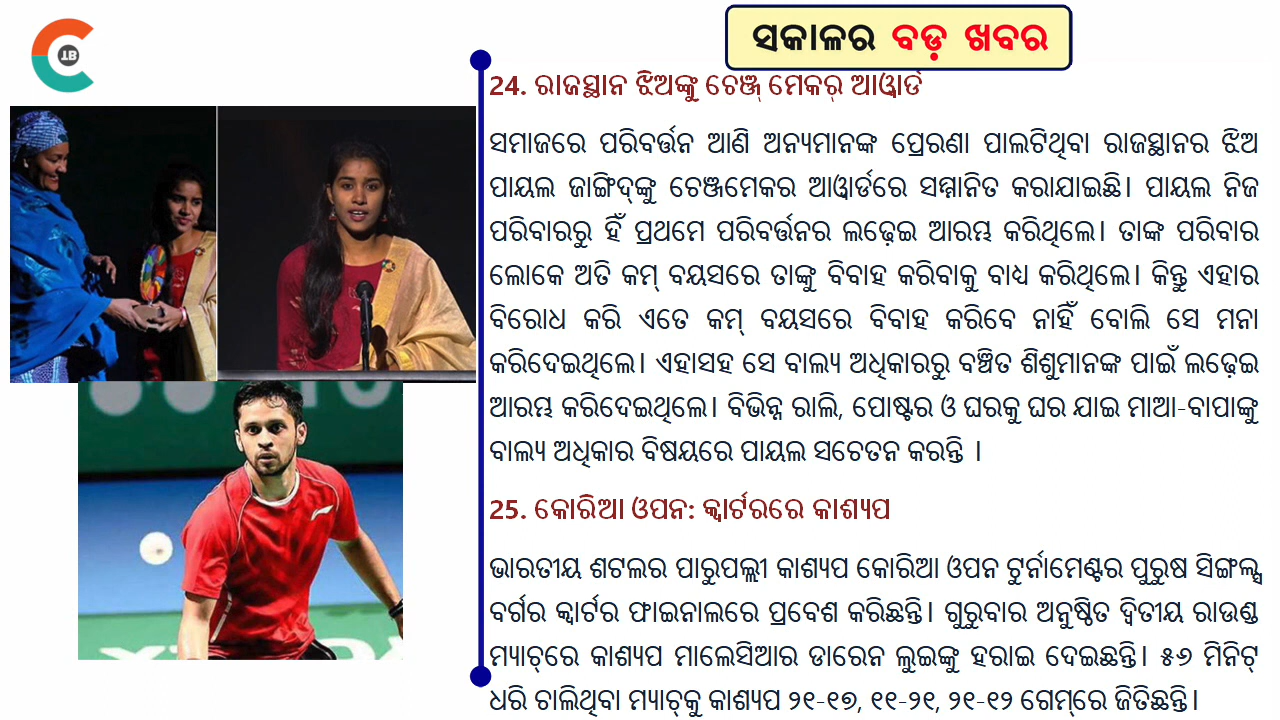 ସକାଳର ବଡ଼ ଖବର
24. ରାଜସ୍ଥାନ ଝିଅଙ୍କୁ ଚେଞ୍ଜ୍ ମେକର୍ ଆୱାର୍ଡ
ସମାଜରେ ପରିବର୍ତ୍ତନ ଆଣି ଅନ୍ୟମାନଙ୍କ ପ୍ରେରଣା ପାଲଟିଥିବା ରାଜସ୍ଥାନର ଝିଅ
ପାୟଲ ଜାଙ୍ଗିଦ୍‌ଙ୍କୁ ଚେଞ୍ଜମେକର ଆୱାର୍ଡରେ ସମ୍ମାନିତ କରାଯାଇଛି। ପାୟଲ ନିଜ
ପରିବାରରୁ ହିଁ ପ୍ରଥମେ ପରିବର୍ତ୍ତନର ଲଢ଼େଇ ଆରମ୍ଭ କରିଥିଲେ। ତାଙ୍କ ପରିବାର
ଲୋକେ ଅତି କମ୍ ବୟସରେ ତାଙ୍କୁ ବିବାହ କରିବାକୁ ବାଧ୍ୟ କରିଥିଲେ। କିନ୍ତୁ ଏହାର
ବିରୋଧ କରି ଏତେ କମ୍ ବୟସରେ ବିବାହ କରିବେ ନାହିଁ ବୋଲି ସେ ମନା
କରିଦେଇଥିଲେ। ଏହାସହ ସେ ବାଲ୍ୟ ଅଧିକାରରୁ ବଞ୍ଚିତ ଶିଶୁମାନଙ୍କ ପାଇଁ ଲଢ଼େଇ
ଆରମ୍ଭ କରିଦେଇଥିଲେ। ବିଭିନ୍ନ ରାଲି, ପୋଷ୍ଟର ଓ ଘରକୁ ଘର ଯାଇ ମାଆ-ବାପାଙ୍କୁ
ବାଲ୍ୟ ଅଧିକାର ବିଷୟରେ ପାୟଲ ସଚେତନ କରନ୍ତି ।
25. କୋରିଆ ଓପନ: କ୍ୱାର୍ଟରରେ କାଶ୍ୟପ
ଭାରତୀୟ ଶଟଲର ପାରୁପଲ୍ଲୀ କାଶ୍ୟପ କୋରିଆ ଓପନ ଟୁର୍ନାମେଣ୍ଟର ପୁରୁଷ ସିଙ୍ଗଲ୍ସ
ବର୍ଗର କ୍ୱାର୍ଟର ଫାଇନାଲରେ ପ୍ରବେଶ କରିଛନ୍ତି। ଗୁରୁବାର ଅନୁଷ୍ଠିତ ଦ୍ୱିତୀୟ ରାଉଣ୍ଡ
ମ୍ୟାଚ୍‌ରେ କାଶ୍ୟପ ମାଲେସିଆର ଡାରେନ ଲୁଇଙ୍କୁ ହରାଇ ଦେଇଛନ୍ତି। ୫୬ ମିନିଟ୍
ଧରି ଚାଲିଥିବା ମ୍ୟାଚ୍‌କୁ କାଶ୍ୟପ ୨୧-୧୭, ୧୧-୨୧, ୨୧-୧୨ ଗେମ୍‌ରେ ଜିତିଛନ୍ତି।